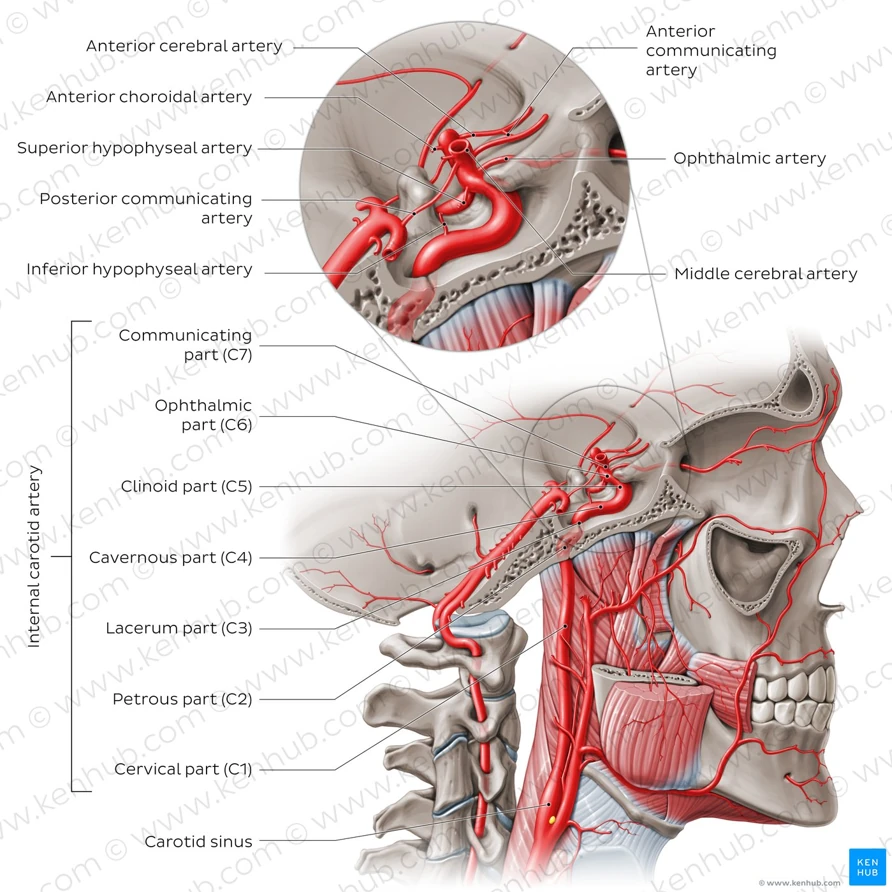 Anterior cerebral artery
Anterior
communicating
artery
Anterior choroidal artery
Superior hypophyseal artery
Ophthalmic artery
Posterior communicating
artery
Inferior hypophyseal artery
Middle cerebral artery
Internal carotid artery
Communicating
part (C7)
Ophthalmic
part (C6)
Clinoid part (C5)
Cavernous part (C4)
Lacerum part (C3)
Petrous part (C2)
Cervical part (C1)
Carotid sinus
KEN
HUB
© www.kenhub.com